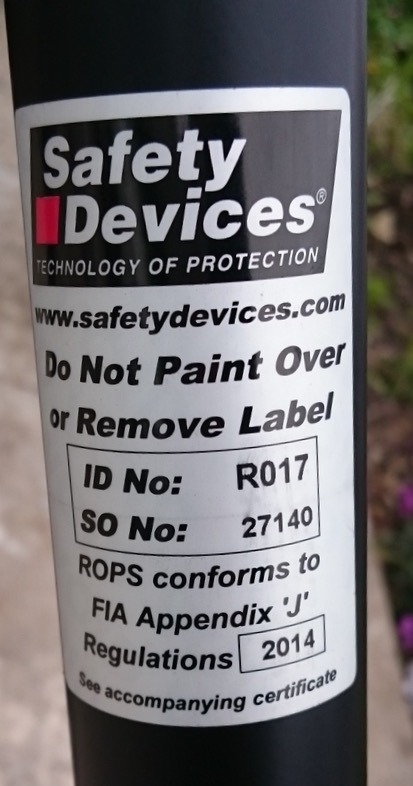 Safety
Devices®
TECHNOLOGY OF PROTECTION
www.safetydevices.com
Do Not Paint Over
or Remove Label
ID No: R017
SO No: 27140
ROPS conforms to
FIA Appendix 'J'
Regulations 2014
See accompanying certificate